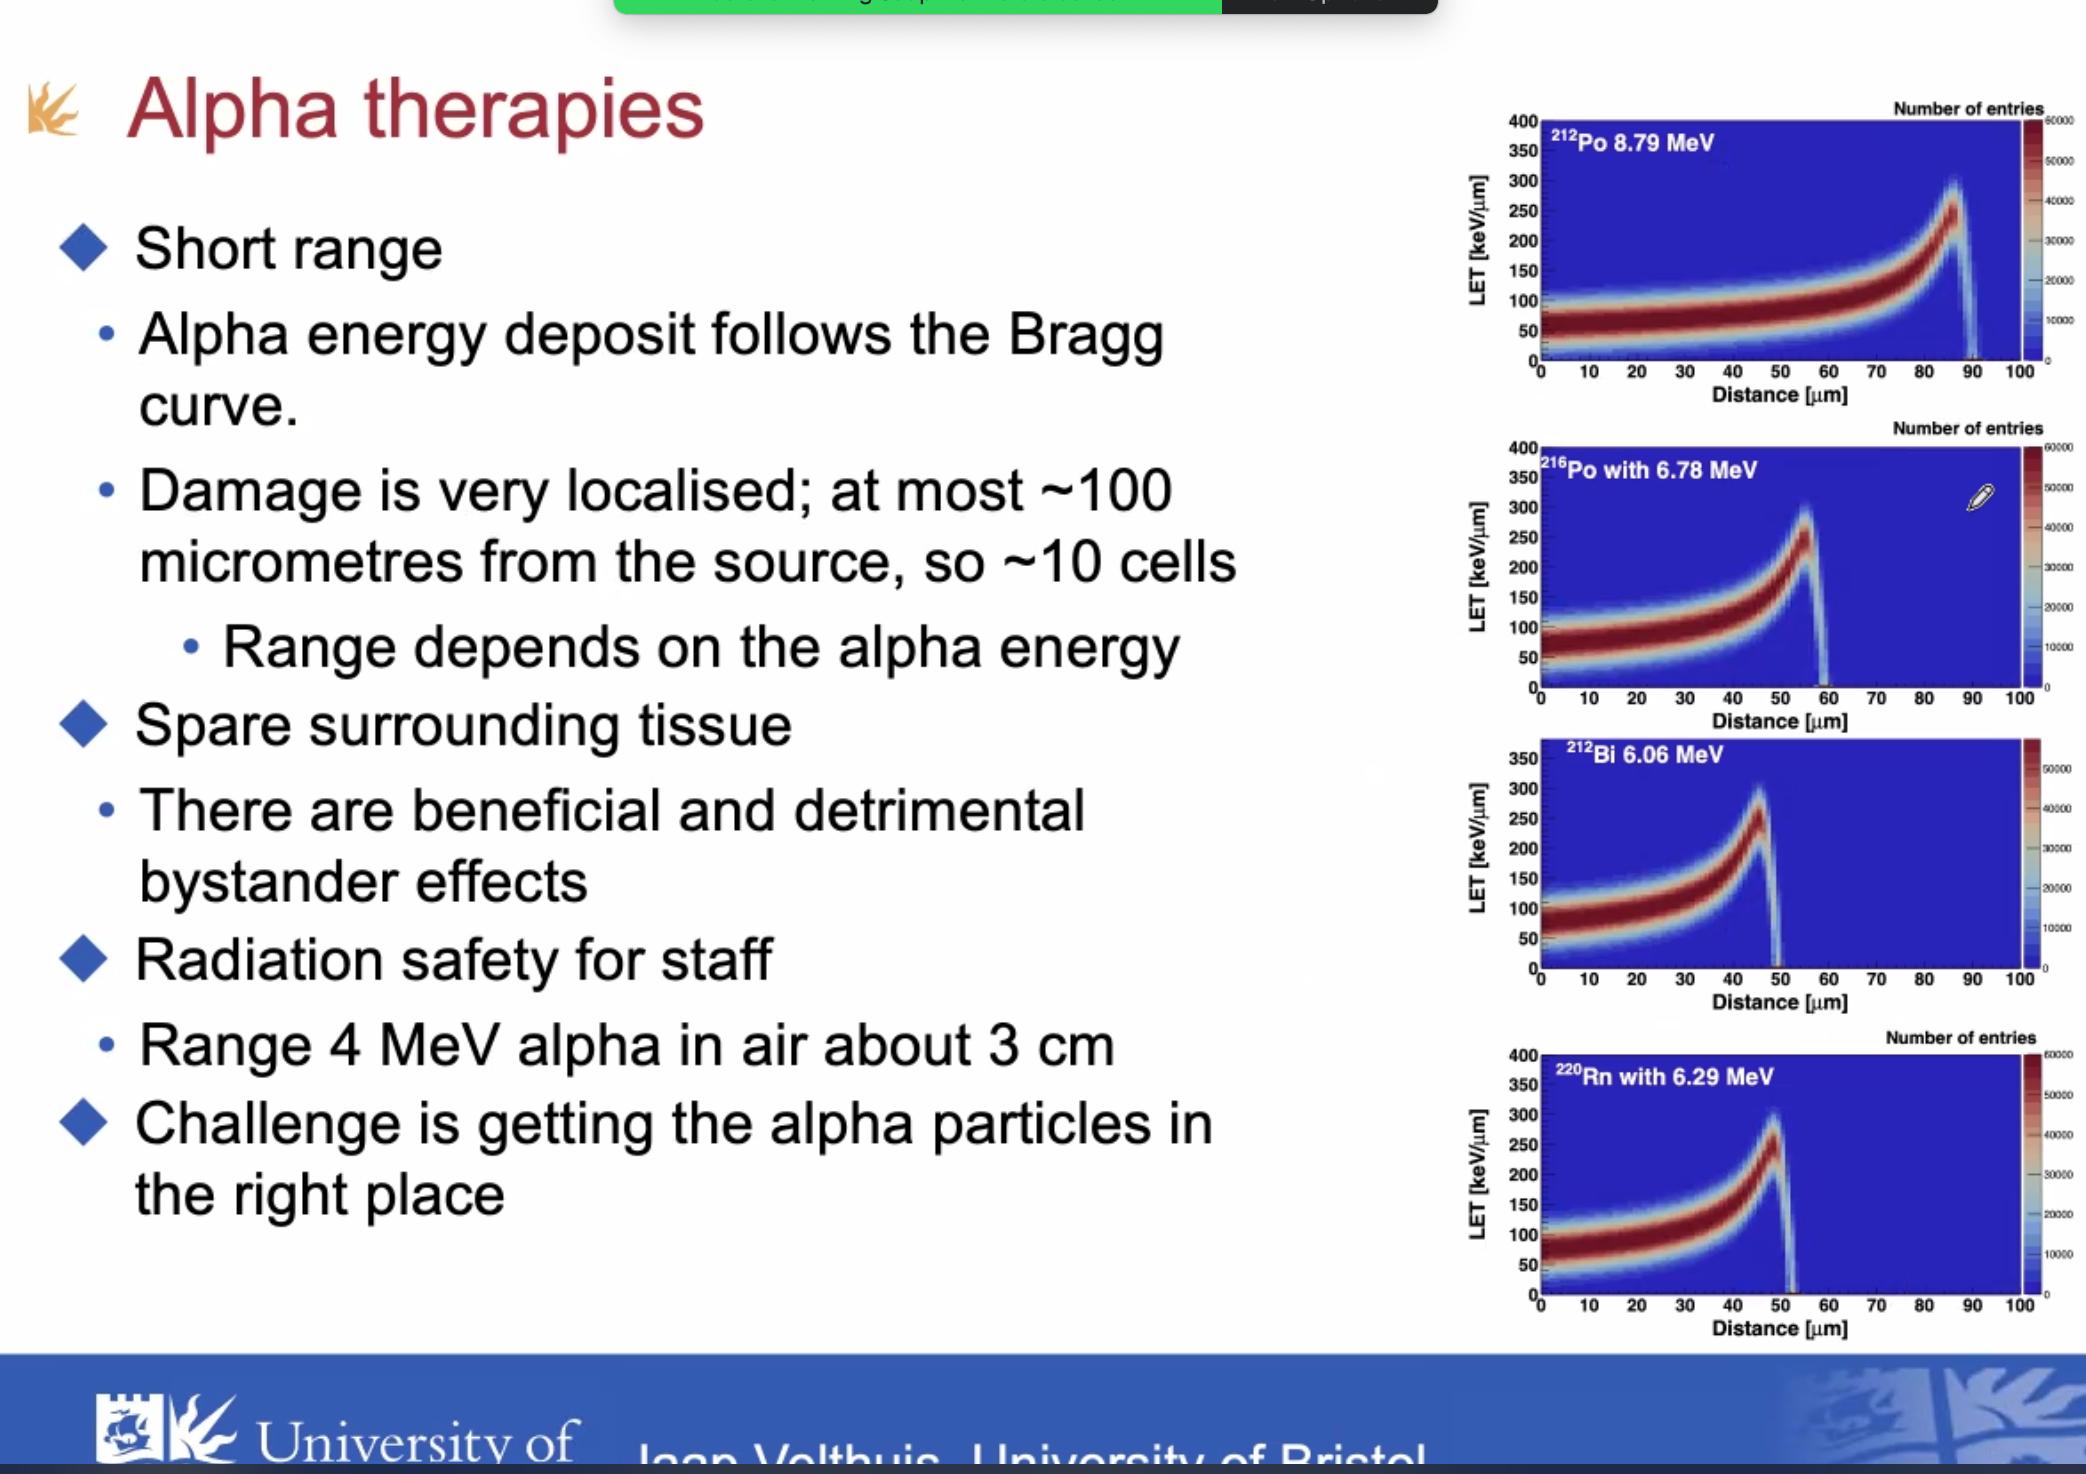 Alpha therapies
Short range
Alpha energy deposit follows the Bragg
curve.
Damage is very localised; at most ~100
micrometres from the source, so ~10 cells
Range depends on the alpha energy
Spare surrounding tissue
There are beneficial and detrimental
bystander effects
Radiation safety for staff
Range 4 MeV alpha in air about 3 cm
Challenge is getting the alpha particles in
the right place
Number of entries
²¹²Po 8.79 MeV
LET [keV/μm]
400
350
300
250
200
150
100
50
0
0 10 20 30 40 50 60 70 80 90 100
Distance [μm]
60000
50000
40000
30000
20000
10000
0
Number of entries
²¹⁶Po with 6.78 MeV
LET [keV/μm]
400
350
300
250
200
150
100
50
0
0 10 20 30 40 50 60 70 80 90 100
Distance [μm]
60000
50000
40000
30000
20000
10000
0
²¹²Bi 6.06 MeV
LET [keV/μm]
350
300
250
200
150
100
50
0
0 10 20 30 40 50 60 70 80 90 100
Distance [μm]
50000
40000
30000
20000
10000
0
Number of entries
²²⁰Rn with 6.29 MeV
LET [keV/μm]
400
350
300
250
200
150
100
50
0
0 10 20 30 40 50 60 70 80 90 100
Distance [μm]
60000
50000
40000
30000
20000
10000
0
University of
Jaap Velthuis, University of Bristol